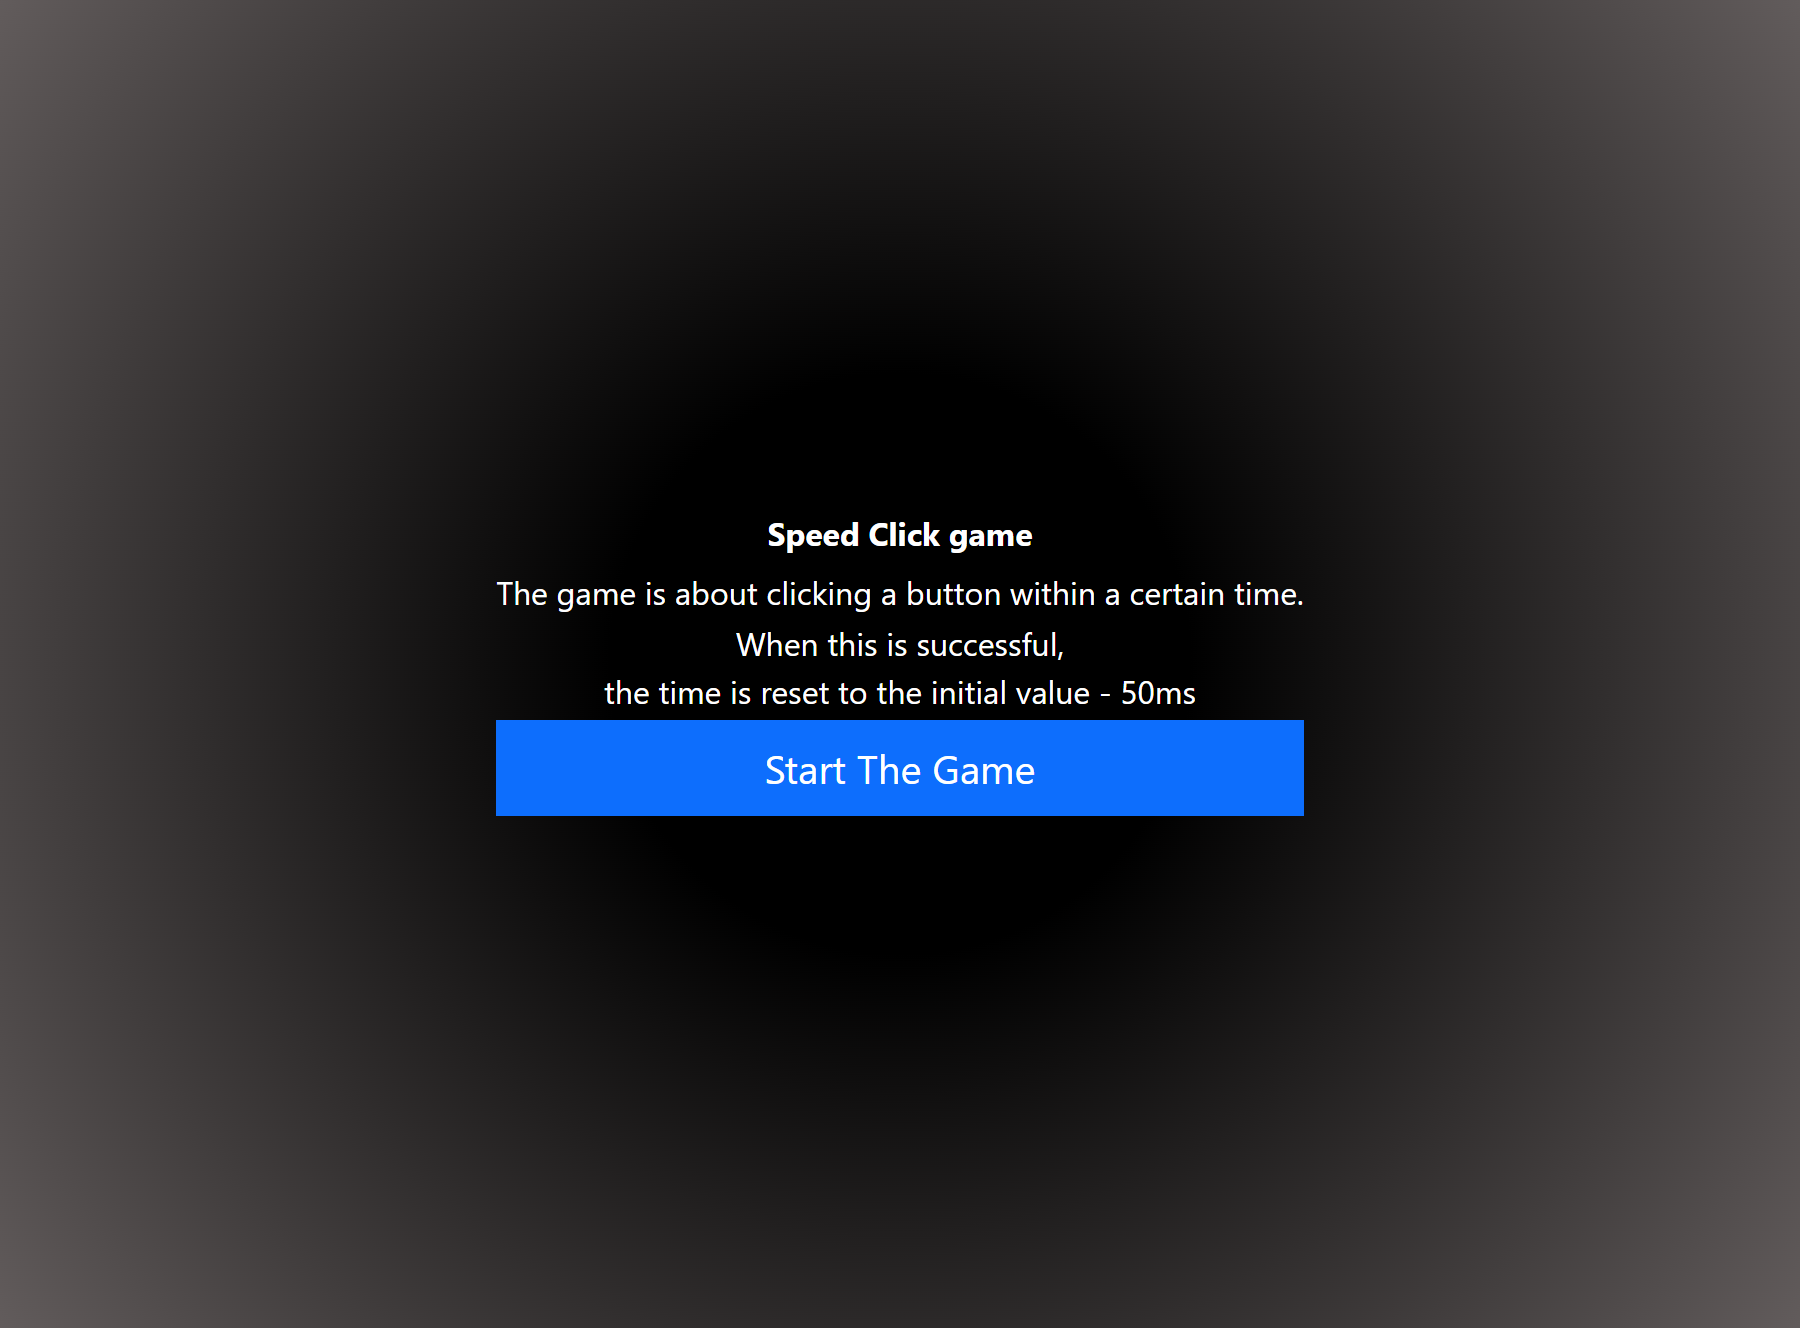 Speed Click game
The game is about clicking a button within a certain time.
When this is successful,
the time is reset to the initial value - 50ms
Start The Game